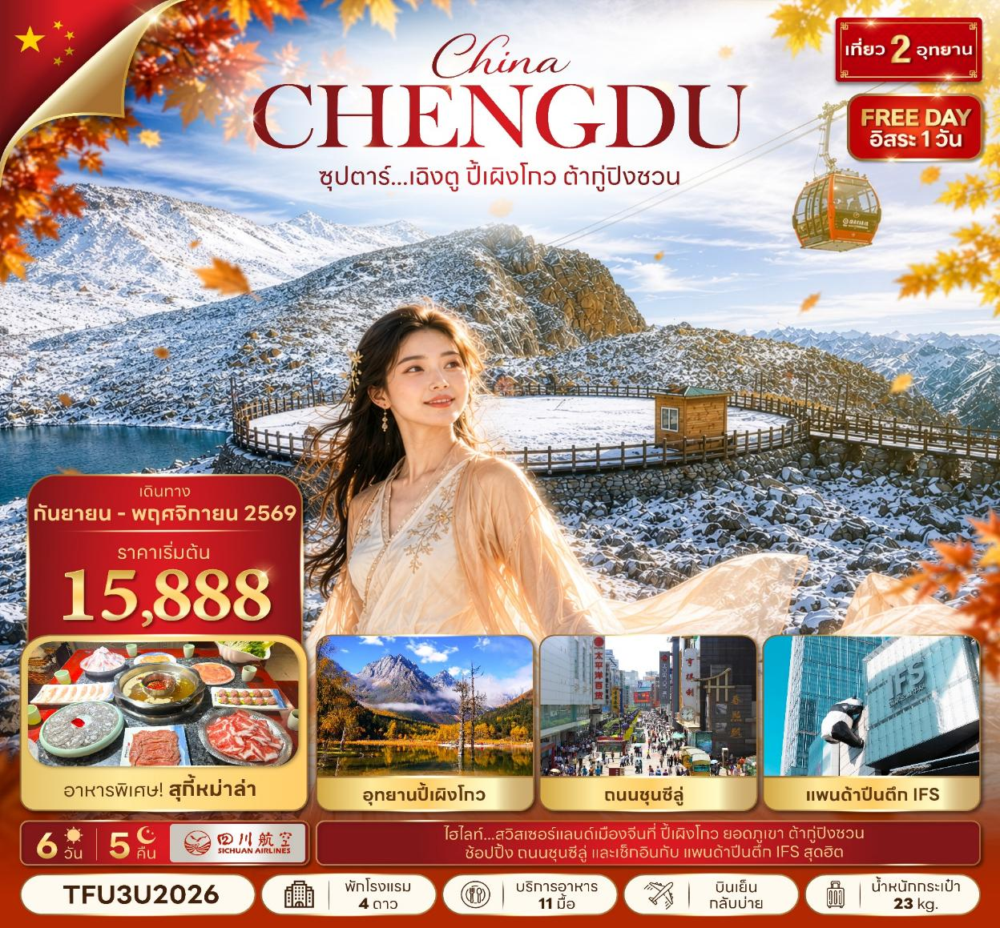 China
CHENGDU
ซุปตาร์...เฉิงตู ปี้เผิงโกว ต้ากู่ปิงชวน
เที่ยว 2 อุทยาน
FREE DAY
อิสระ 1 วัน
เดินทาง
กันยายน - พฤศจิกายน 2569
ราคาเริ่มต้น
15,888
อาหารพิเศษ! สุกี้หม่าล่า
太平洋百货
IFS
อุทยานปี้เผิงโกว
ถนนชุนซีลู่
แพนด้าปีนตึก IFS
6 วัน
5 คืน
四川航空
SICHUAN AIRLINES
ไฮไลท์...สวิสเซอร์แลนด์เมืองจีนที่ ปี้เผิงโกว ยอดภูเขา ต้ากู่ปิงชวน
ช้อปปิ้ง ถนนชุนซีลู่ และเช็กอินกับ แพนด้าปีนตึก IFS สุดฮิต
TFU3U2026
พักโรงแรม
4 ดาว
บริการอาหาร
11 มื้อ
บินเย็น
กลับบ่าย
น้ำหนักกระเป๋า
23 kg.